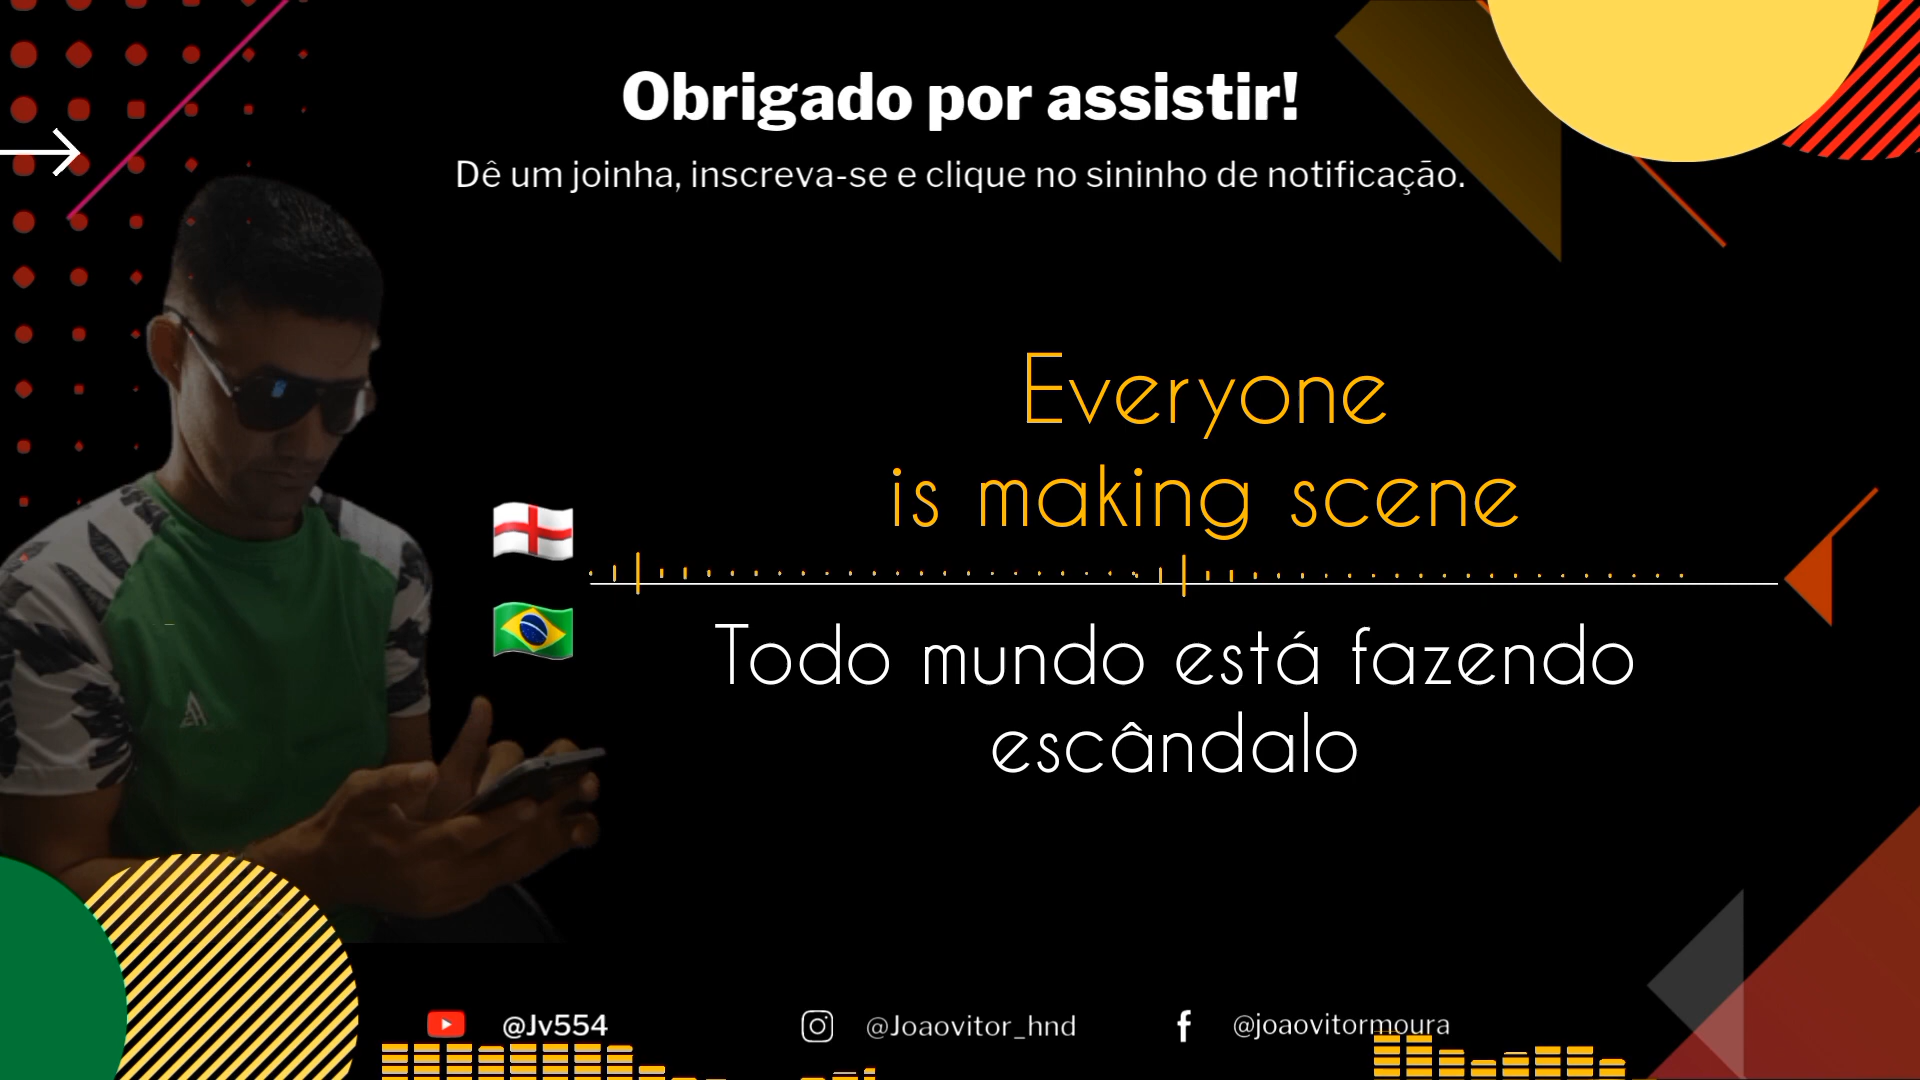 Obrigado por assistir!
Dê um joinha, inscreva-se e clique no sininho de notificação.
Everyone
is making scene
Todo mundo está fazendo
escândalo
@Jv554
@Joaovitor_hnd
@joaovitormoura